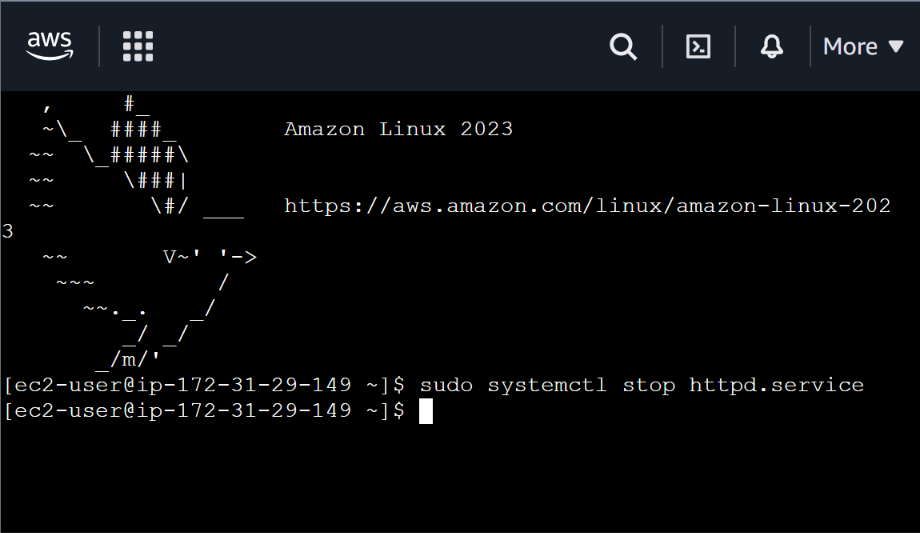 aws
More
   ,     #_
   ~\_  ####_        Amazon Linux 2023
  ~~  \_#####\
  ~~     \###|
  ~~       \#/ ___   https://aws.amazon.com/linux/amazon-linux-202
3
   ~~       V~' '->
    ~~~         /
      ~~._.   _/
         _/ _/
       _/m/'
[ec2-user@ip-172-31-29-149 ~]$ sudo systemctl stop httpd.service
[ec2-user@ip-172-31-29-149 ~]$